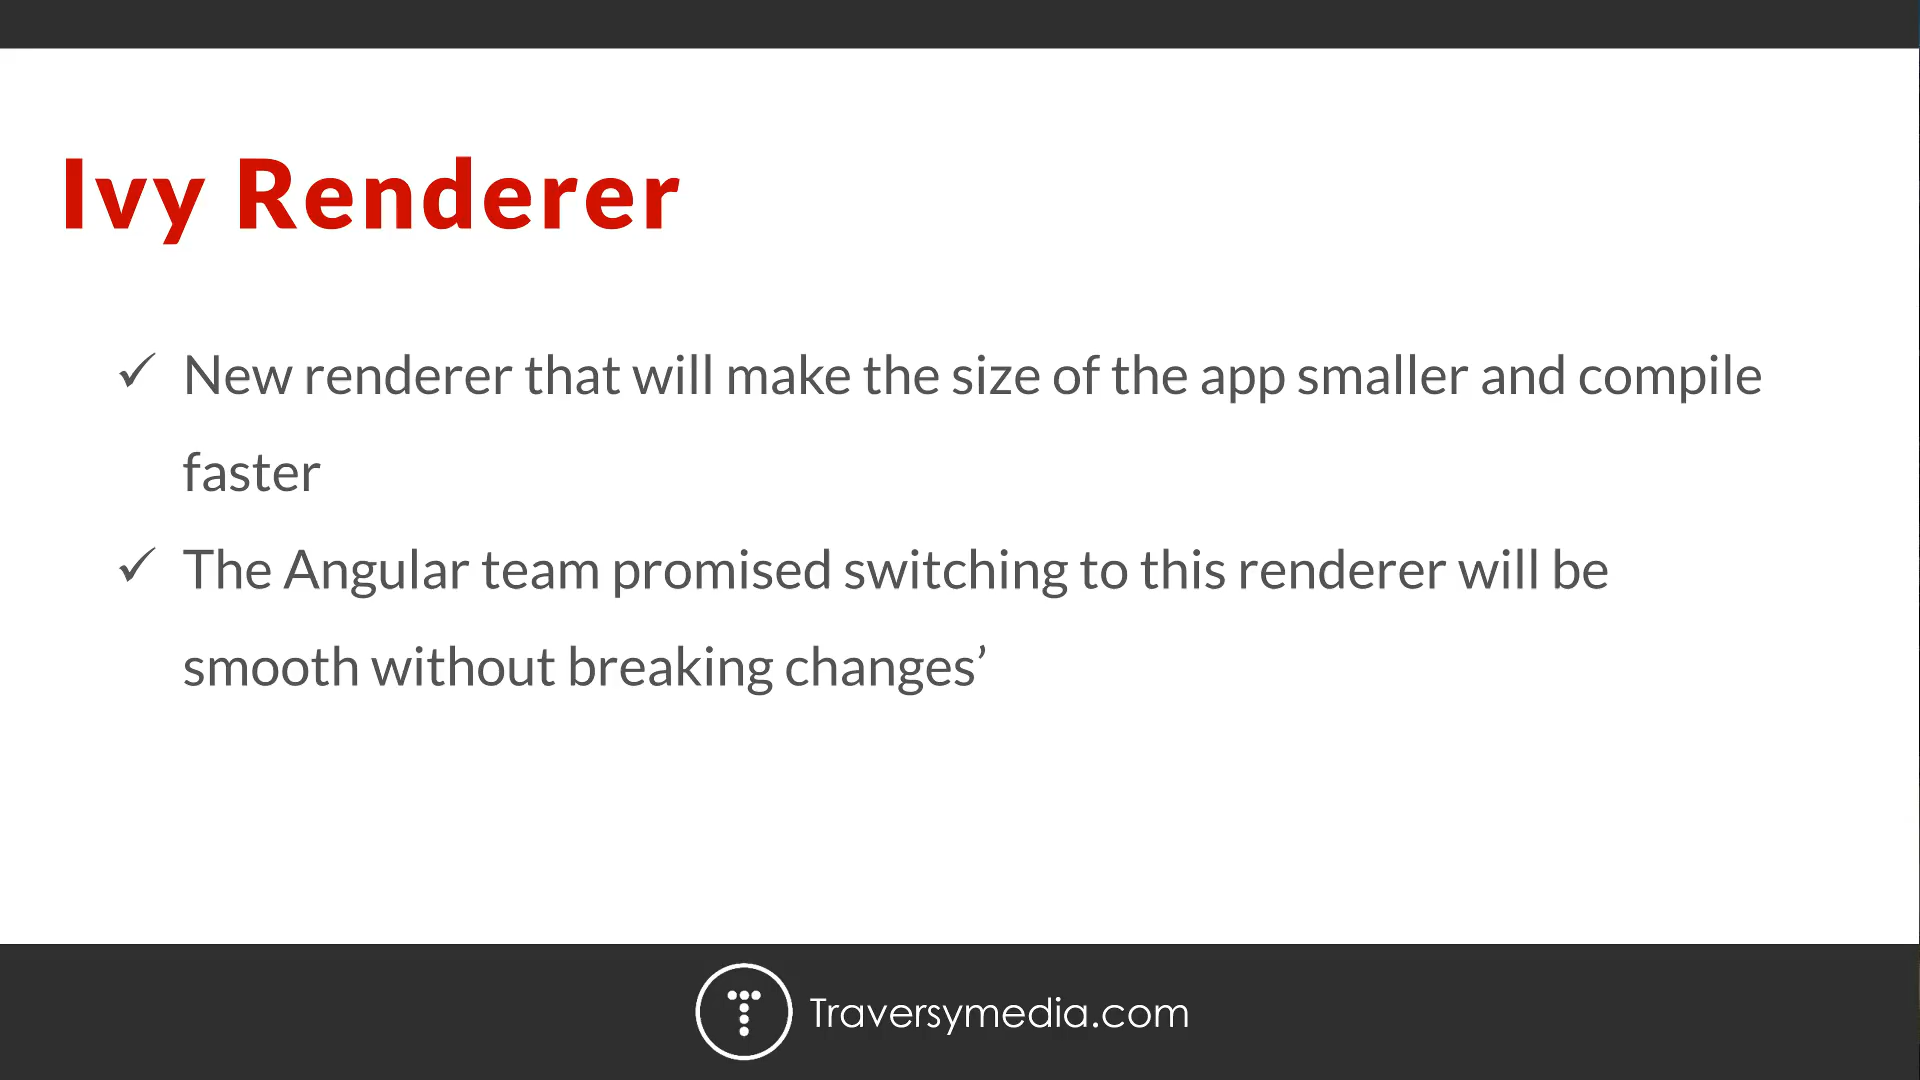 Ivy Renderer
✓ New renderer that will make the size of the app smaller and compile
faster
✓ The Angular team promised switching to this renderer will be
smooth without breaking changes’
T
Traversymedia.com